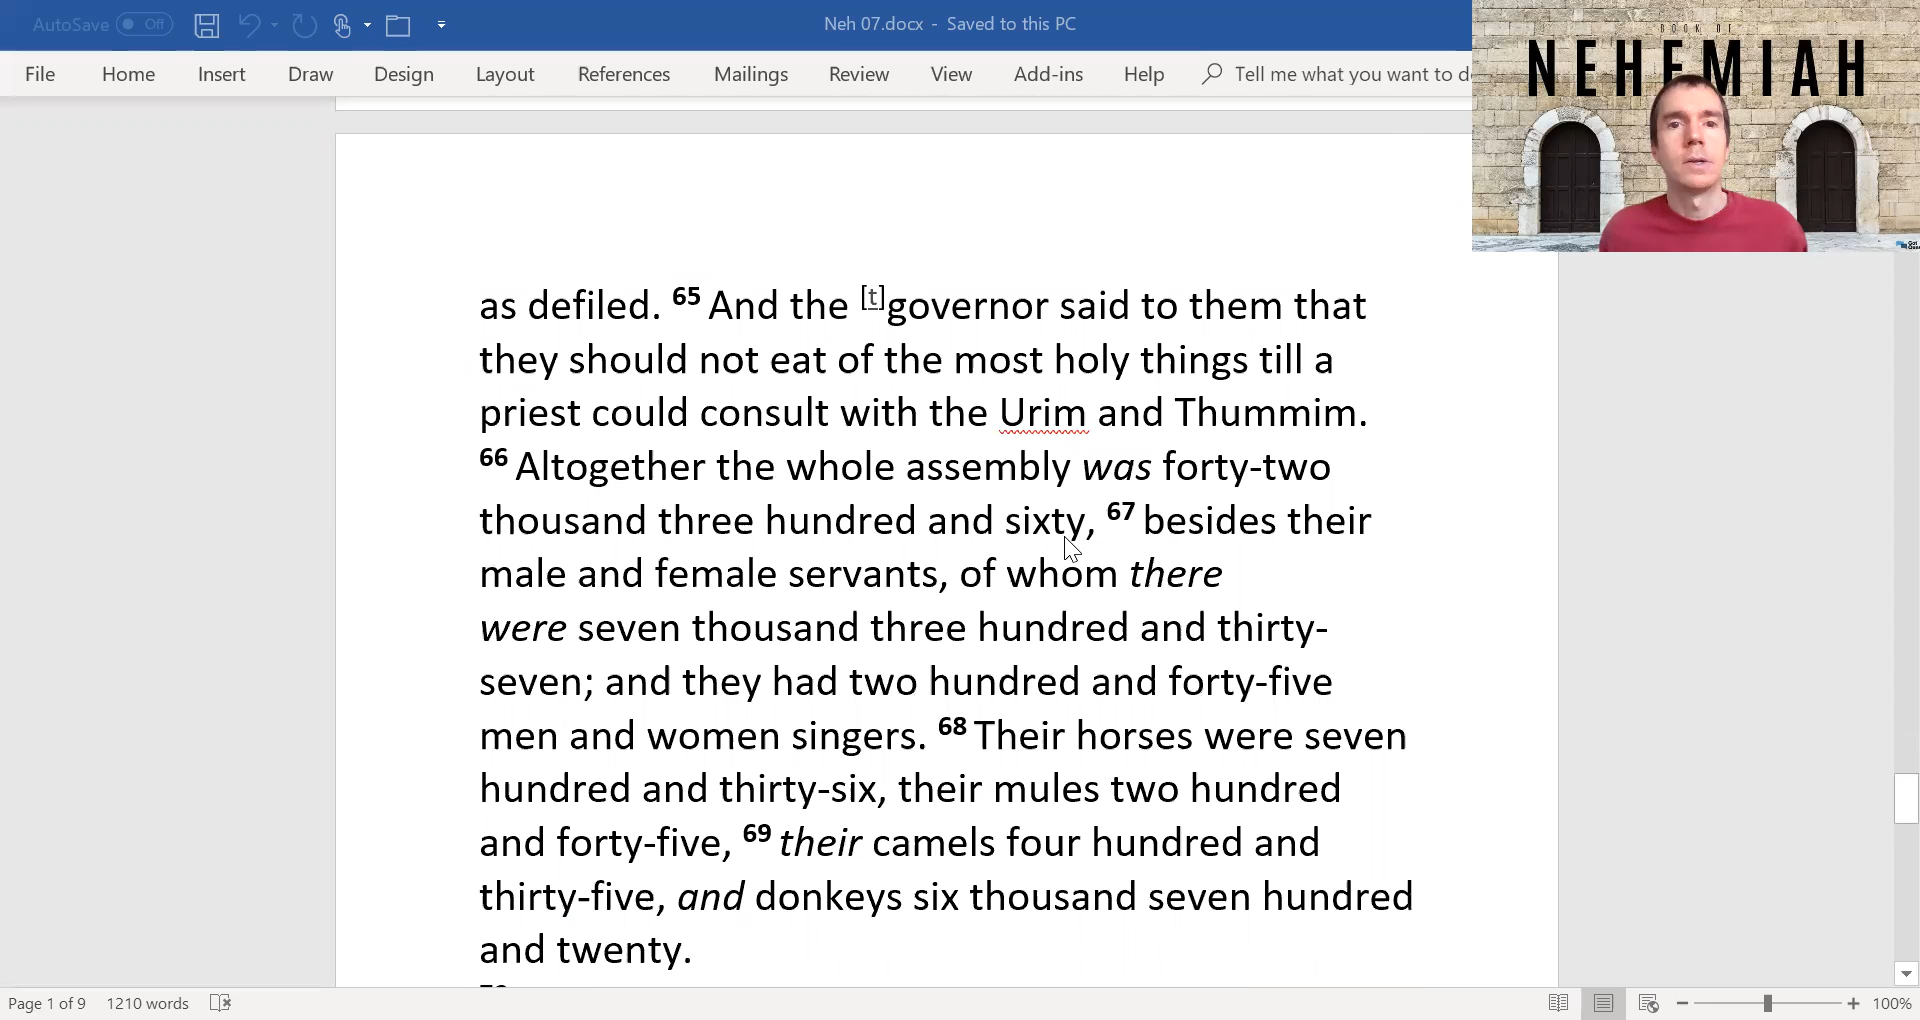 AutoSave Off
Neh 07.docx - Saved to this PC
File Home Insert Draw Design Layout References Mailings Review View Add-ins Help Tell me what you want to d
BOOK OF
NEHEMIAH
Got
Ques
as defiled. 65 And the [t]governor said to them that
they should not eat of the most holy things till a
priest could consult with the Urim and Thummim.
66 Altogether the whole assembly was forty-two
thousand three hundred and sixty, 67 besides their
male and female servants, of whom there
were seven thousand three hundred and thirty-
seven; and they had two hundred and forty-five
men and women singers. 68 Their horses were seven
hundred and thirty-six, their mules two hundred
and forty-five, 69 their camels four hundred and
thirty-five, and donkeys six thousand seven hundred
and twenty.
Page 1 of 9 1210 words
100%